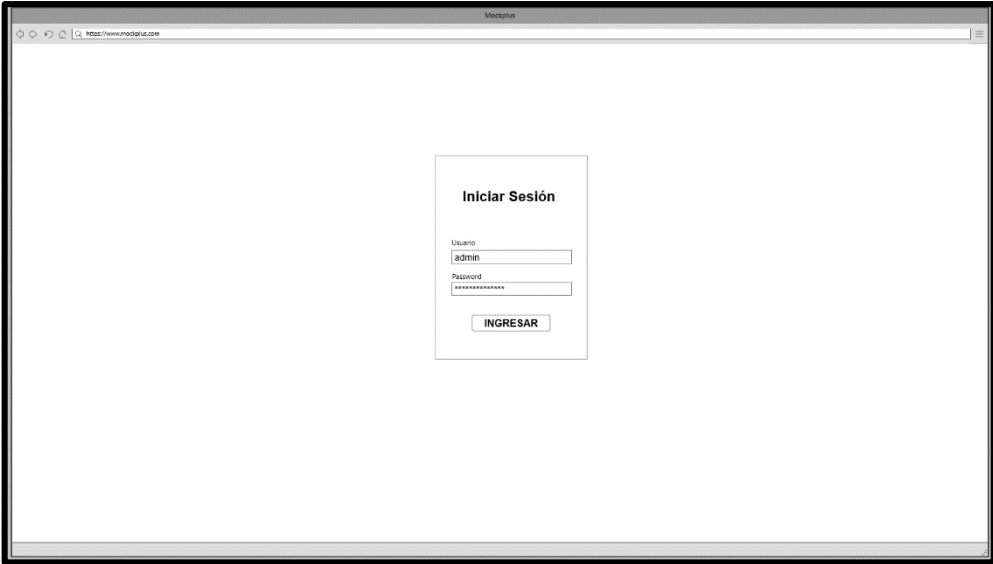 Mockplus
https://www.mockplus.com
Iniciar Sesión
Usuario
admin
Password
**************
INGRESAR